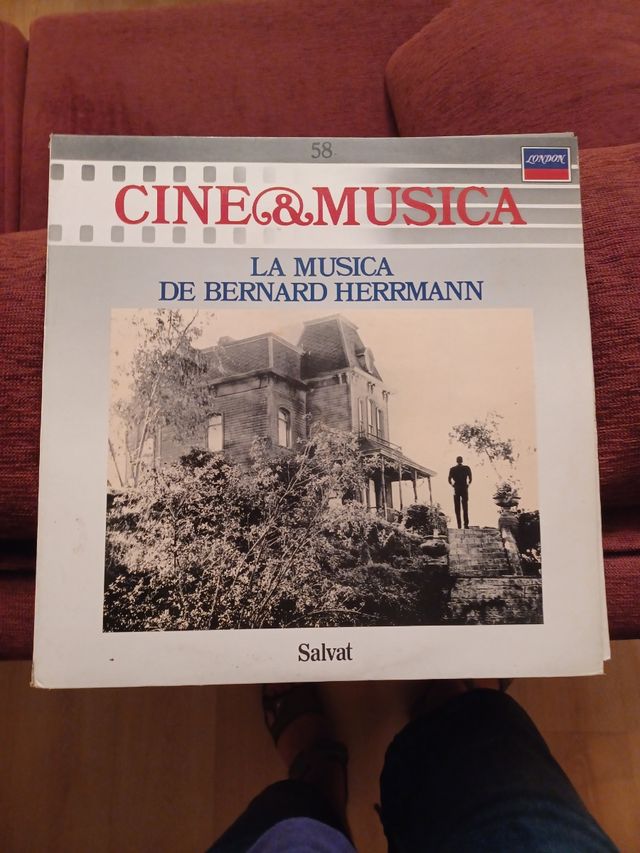 58
LONDON
CINE&MUSICA
LA MUSICA
DE BERNARD HERRMANN
Salvat